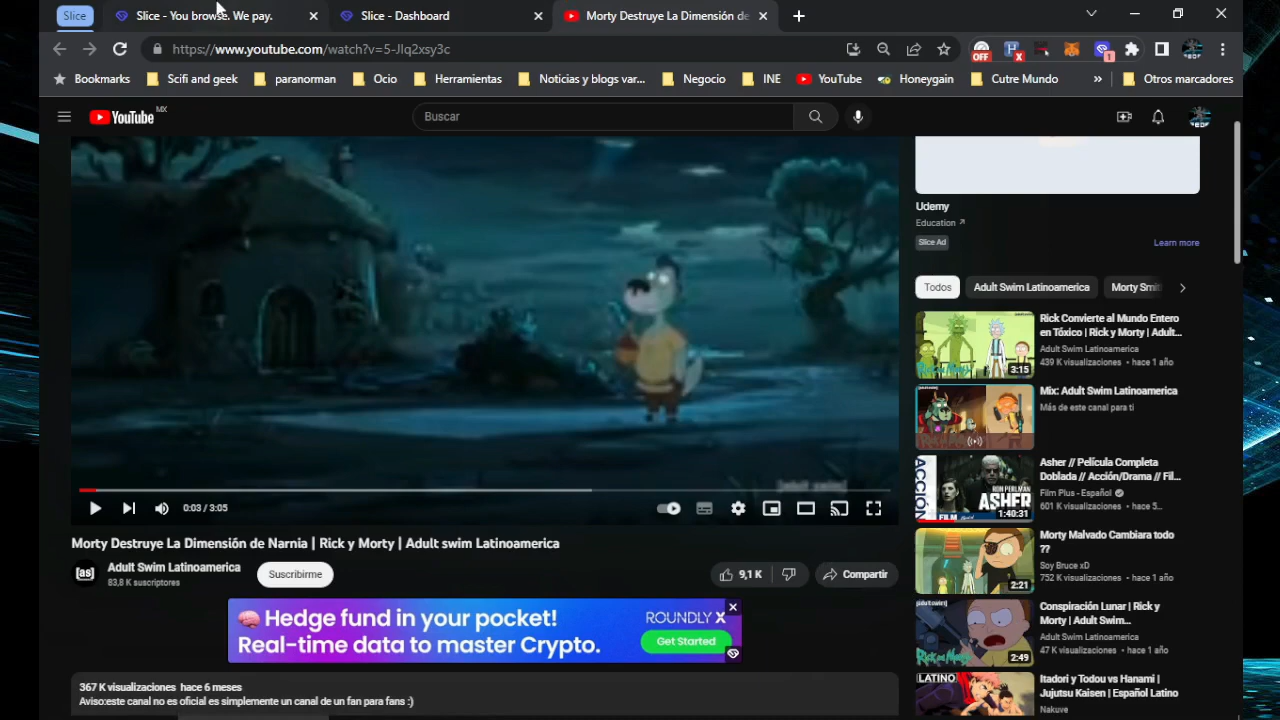 Slice
Slice - You browse. We pay.
Slice - Dashboard
Morty Destruye La Dimensión de
https://www.youtube.com/watch?v=5-Jlq2xsy3c
OFF
X
1
Bookmarks
Scifi and geek
paranorman
Ocio
Herramientas
Noticias y blogs var...
Negocio
INE
YouTube
Honeygain
Cutre Mundo
»
Otros marcadores
YouTube MX
Buscar
Udemy
Education
Slice Ad
Learn more
Todos
Adult Swim Latinoamerica
Morty Smit
Rick Convierte al Mundo Entero
en Tóxico | Rick y Morty | Adult...
Adult Swim Latinoamerica
439 K visualizaciones • hace 1 año
3:15
Mix: Adult Swim Latinoamerica
Más de este canal para ti
Asher // Película Completa
Doblada // Acción/Drama // Fil...
Film Plus - Español
601 K visualizaciones • hace 5...
ACCIÓN
RON PERLMAN
ASHER
FILM
1:40:31
Morty Malvado Cambiara todo
??
Soy Bruce xD
752 K visualizaciones • hace 1 año
2:21
Conspiración Lunar | Rick y
Morty | Adult Swim...
Adult Swim Latinoamerica
47 K visualizaciones • hace 1 año
2:49
Itadori y Todou vs Hanami |
Jujutsu Kaisen | Español Latino
Nakuve
LATINO
0:03 / 3:05
Morty Destruye La Dimensión de Narnia | Rick y Morty | Adult swim Latinoamerica
[as]
Adult Swim Latinoamerica
83,8 K suscriptores
Suscribirme
9,1 K
Compartir
Hedge fund in your pocket!
Real-time data to master Crypto.
ROUNDLY X
Get Started
367 K visualizaciones hace 6 meses
Aviso:este canal no es oficial es simplemente un canal de un fan para fans :)